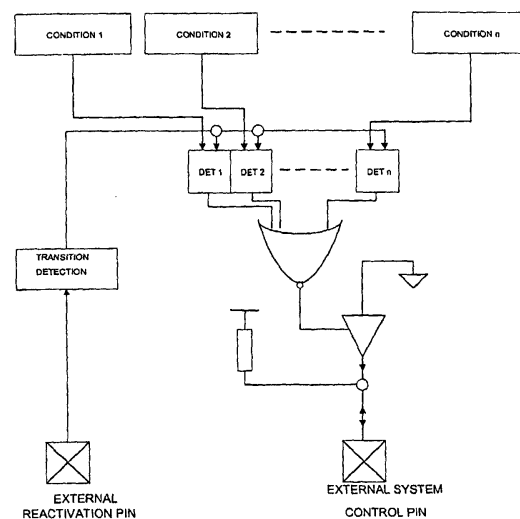 CONDITION 1
CONDITION 2
CONDITION n
DET 1
DET 2
DET n
TRANSITION
DETECTION
EXTERNAL
REACTIVATION PIN
EXTERNAL SYSTEM
CONTROL PIN